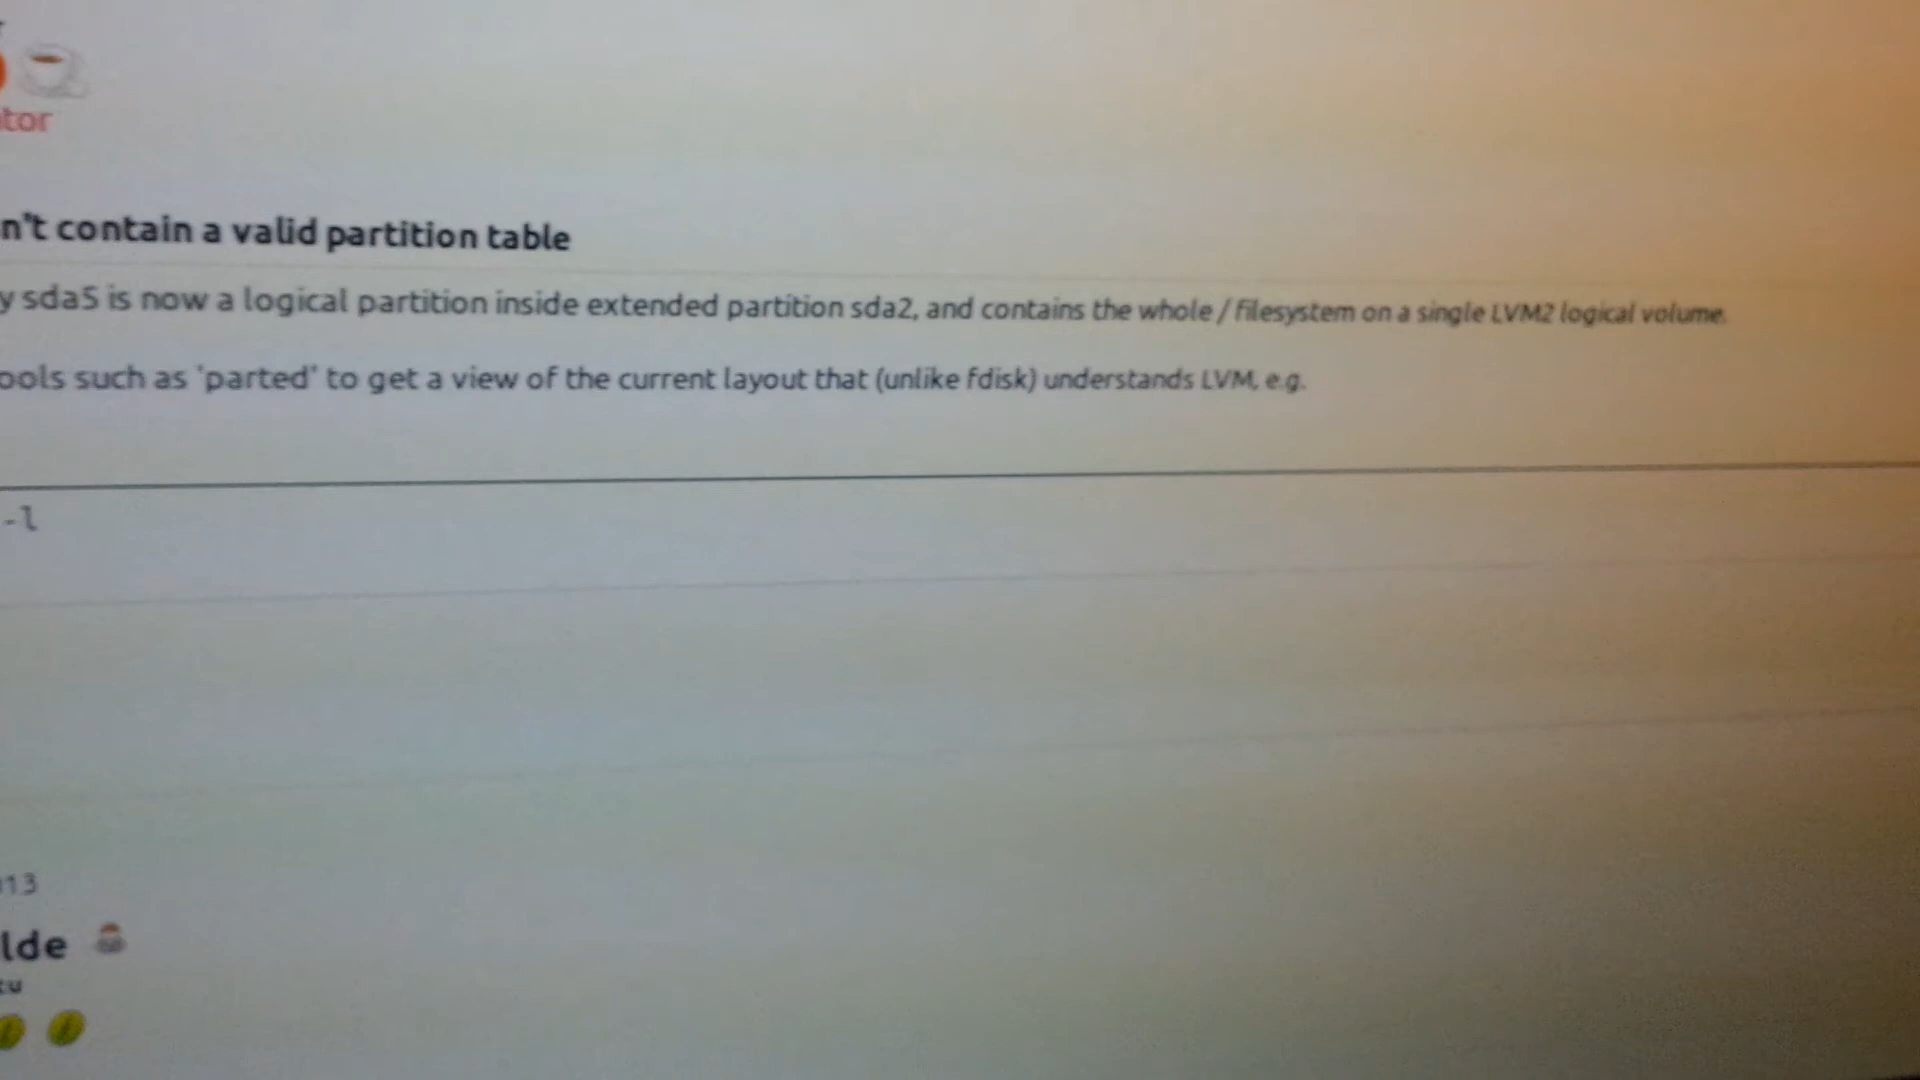 tor
n't contain a valid partition table
y sda5 is now a logical partition inside extended partition sda2, and contains the whole / filesystem on a single LVM2 logical volume.
ools such as 'parted' to get a view of the current layout that (unlike fdisk) understands LVM, e.g.
-l
13
lde